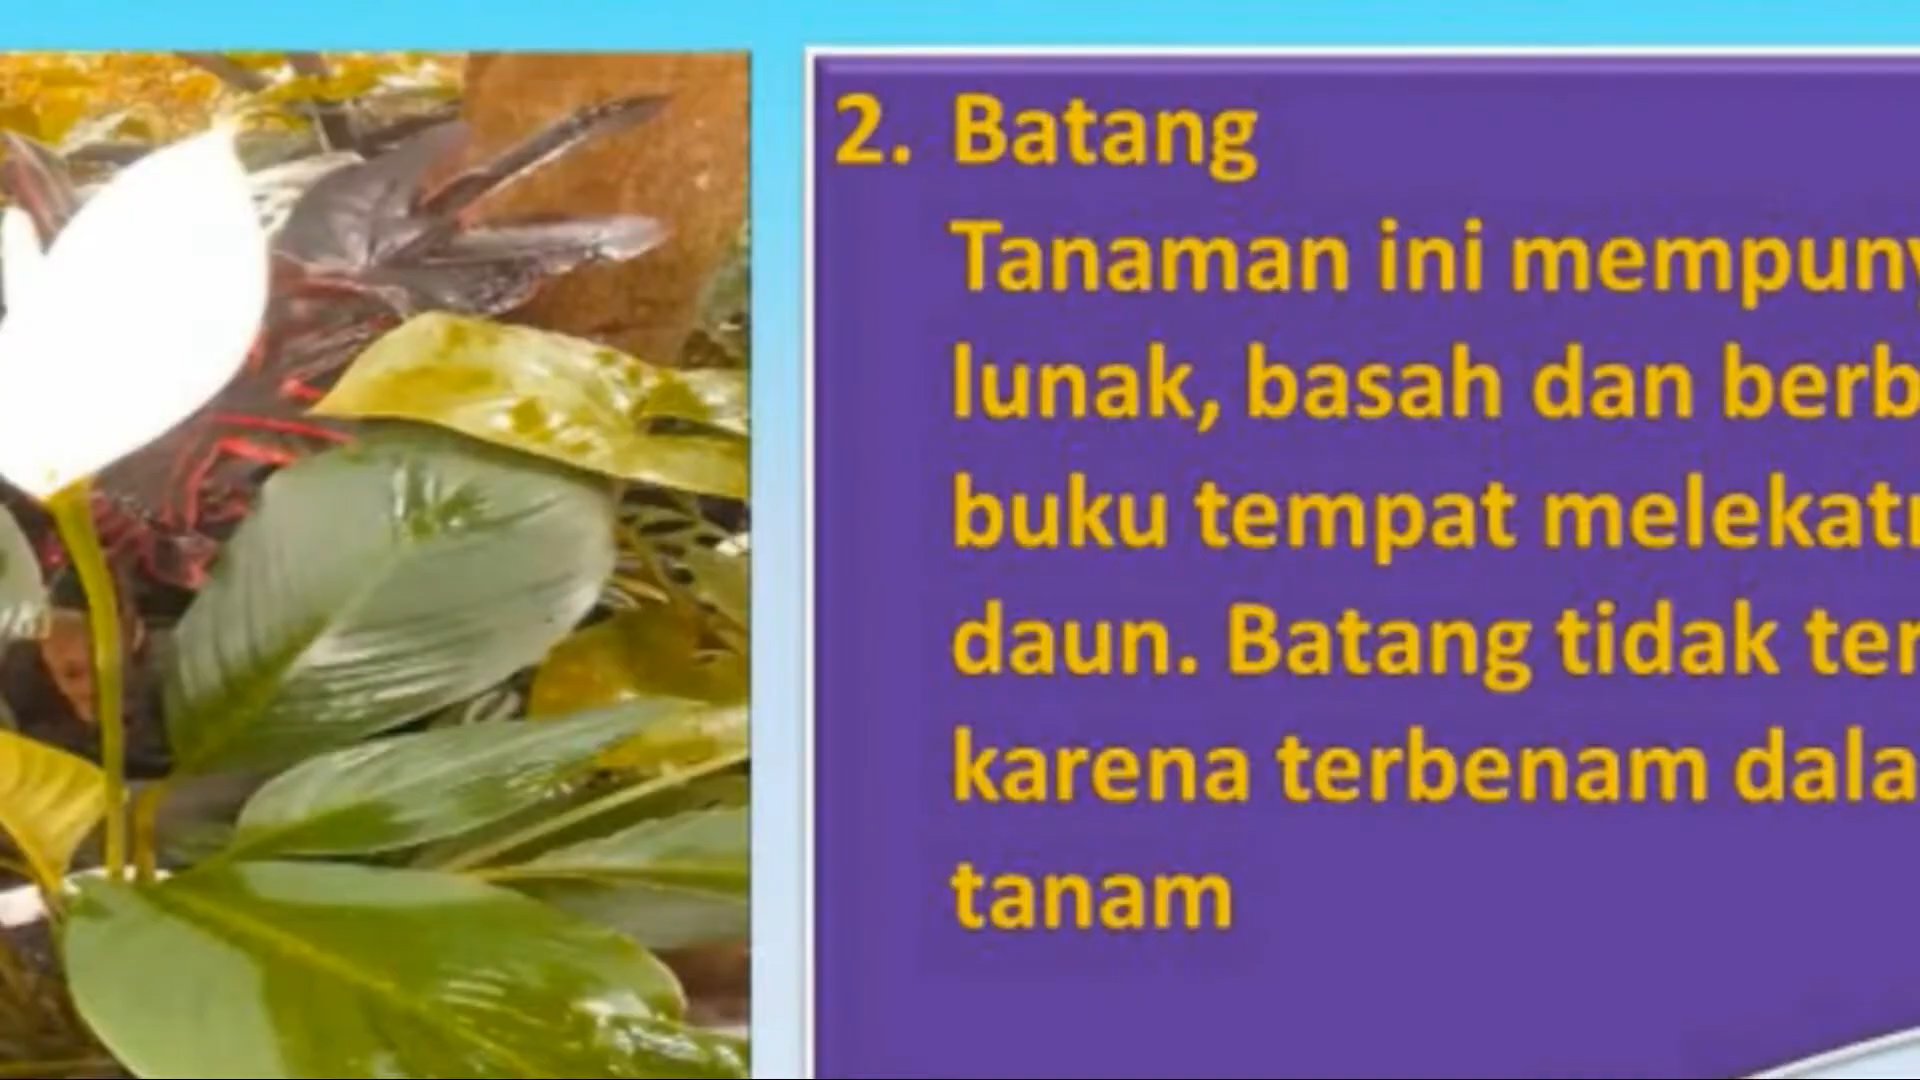 2. Batang
Tanaman ini mempuny
lunak, basah dan berb
buku tempat melekatn
daun. Batang tidak ter
karena terbenam dala
tanam